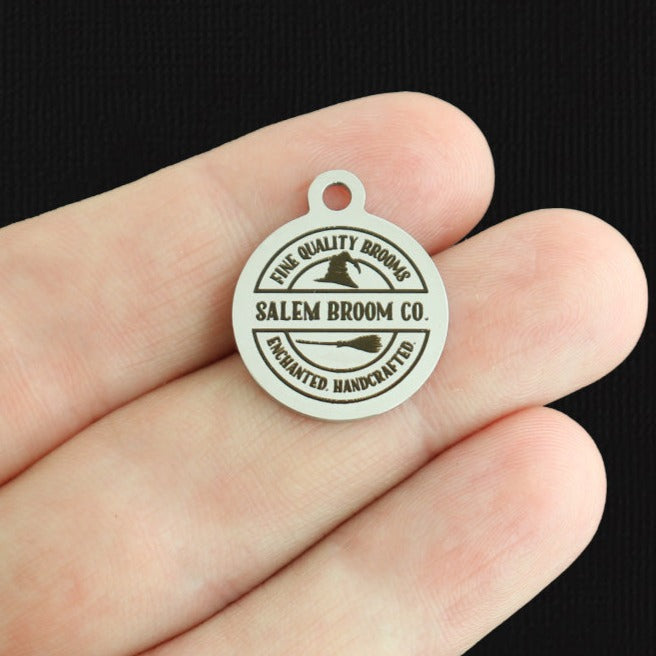 FINE QUALITY BROOMS
SALEM BROOM CO.
ENCHANTED. HANDCRAFTED.